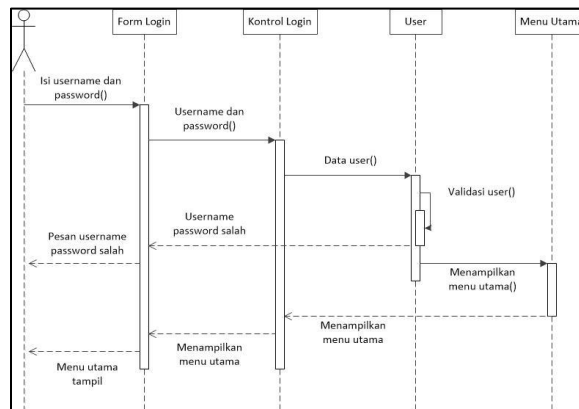 Form Login
Kontrol Login
User
Menu Utama
Isi username dan
password()
Username dan
password()
Data user()
Validasi user()
Username
password salah
Pesan username
password salah
Menampilkan
menu utama()
Menampilkan
menu utama
Menampilkan
menu utama
Menu utama
tampil